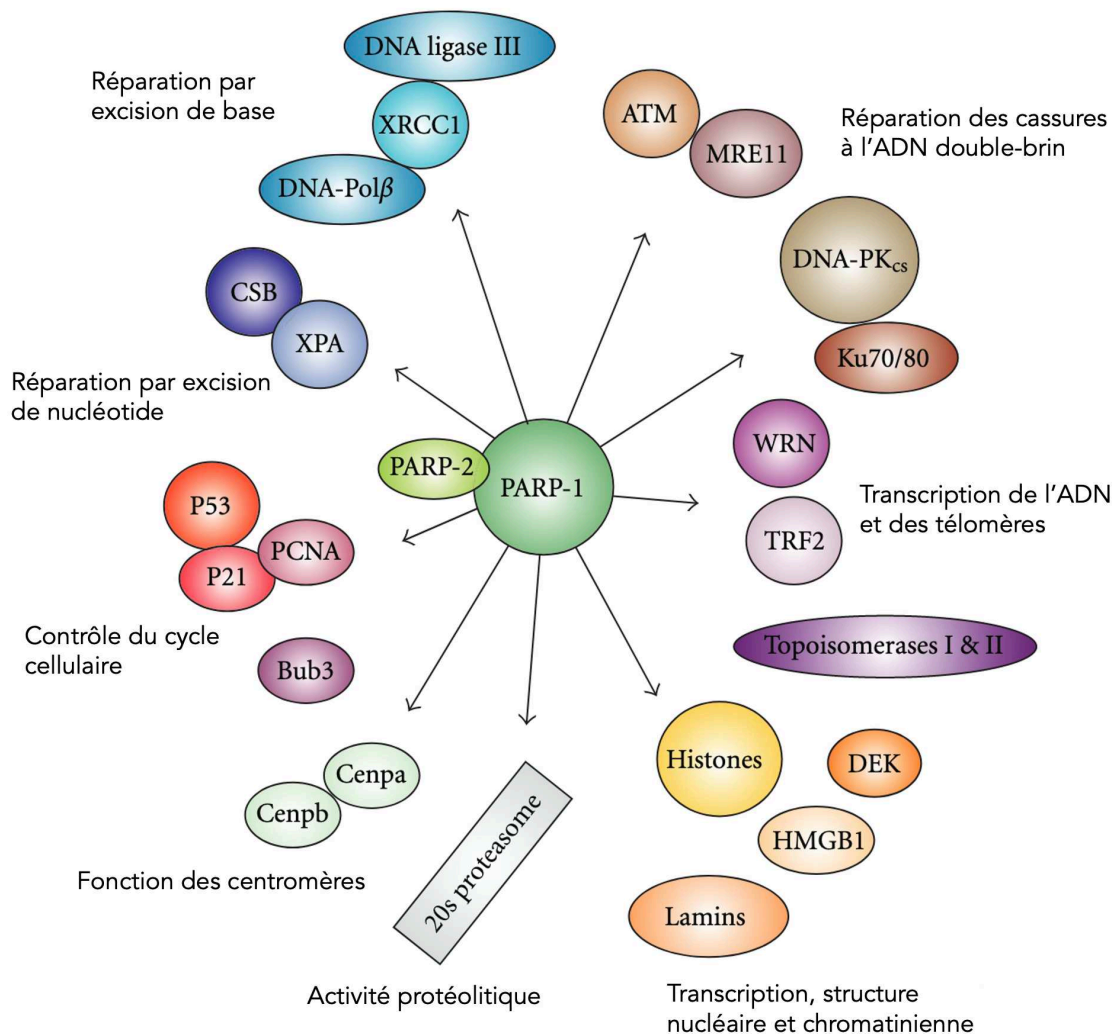 DNA ligase III
Réparation par
excision de base
XRCC1
DNA-Polβ
ATM
MRE11
Réparation des cassures
à l'ADN double-brin
DNA-PKcs
Ku70/80
CSB
XPA
Réparation par excision
de nucléotide
PARP-2
PARP-1
WRN
TRF2
Transcription de l'ADN
et des télomères
P53
PCNA
P21
Contrôle du cycle
cellulaire
Bub3
Topoisomerases I & II
Histones
DEK
HMGB1
Lamins
Cenpa
Cenpb
Fonction des centromères
20s proteasome
Activité protéolitique
Transcription, structure
nucléaire et chromatinienne